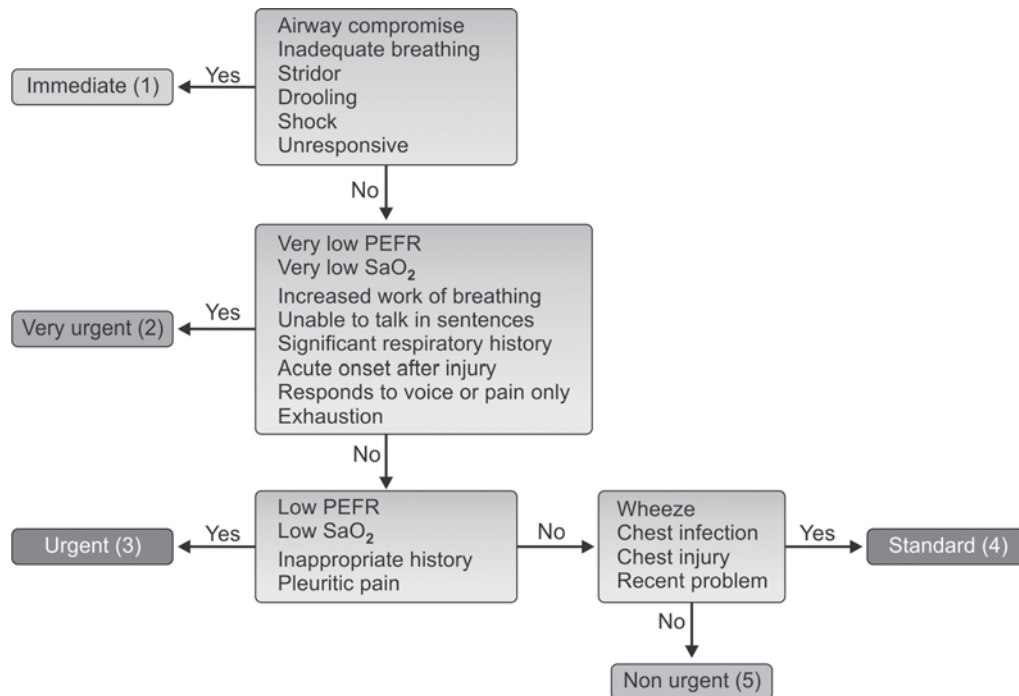 Airway compromise
Inadequate breathing
Stridor
Drooling
Shock
Unresponsive
Yes
Immediate (1)
No
Very low PEFR
Very low SaO₂
Increased work of breathing
Unable to talk in sentences
Significant respiratory history
Acute onset after injury
Responds to voice or pain only
Exhaustion
Yes
Very urgent (2)
No
Low PEFR
Low SaO₂
Inappropriate history
Pleuritic pain
Yes
Urgent (3)
No
Wheeze
Chest infection
Chest injury
Recent problem
Yes
Standard (4)
No
Non urgent (5)